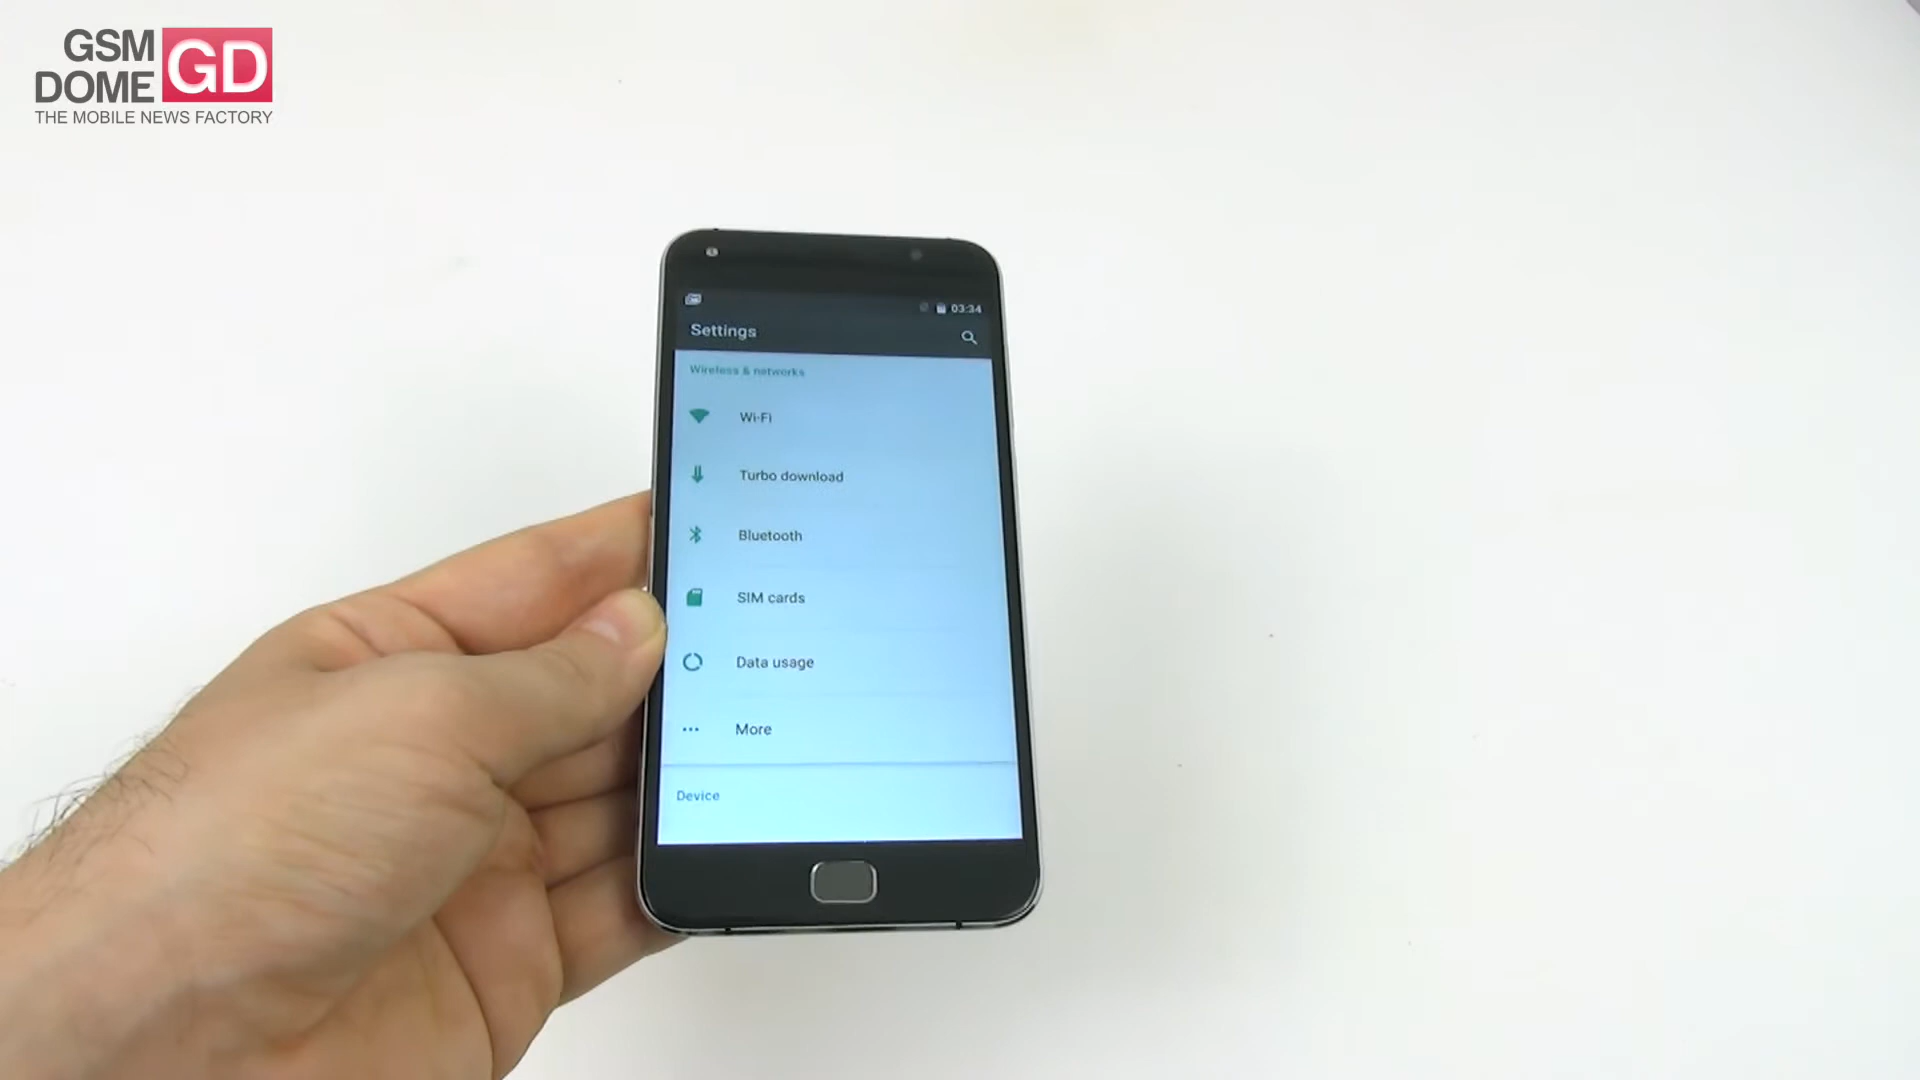 GSM
DOME
GD
THE MOBILE NEWS FACTORY
03:34
Settings
Wireless & networks
Wi-Fi
Turbo download
Bluetooth
SIM cards
Data usage
More
Device